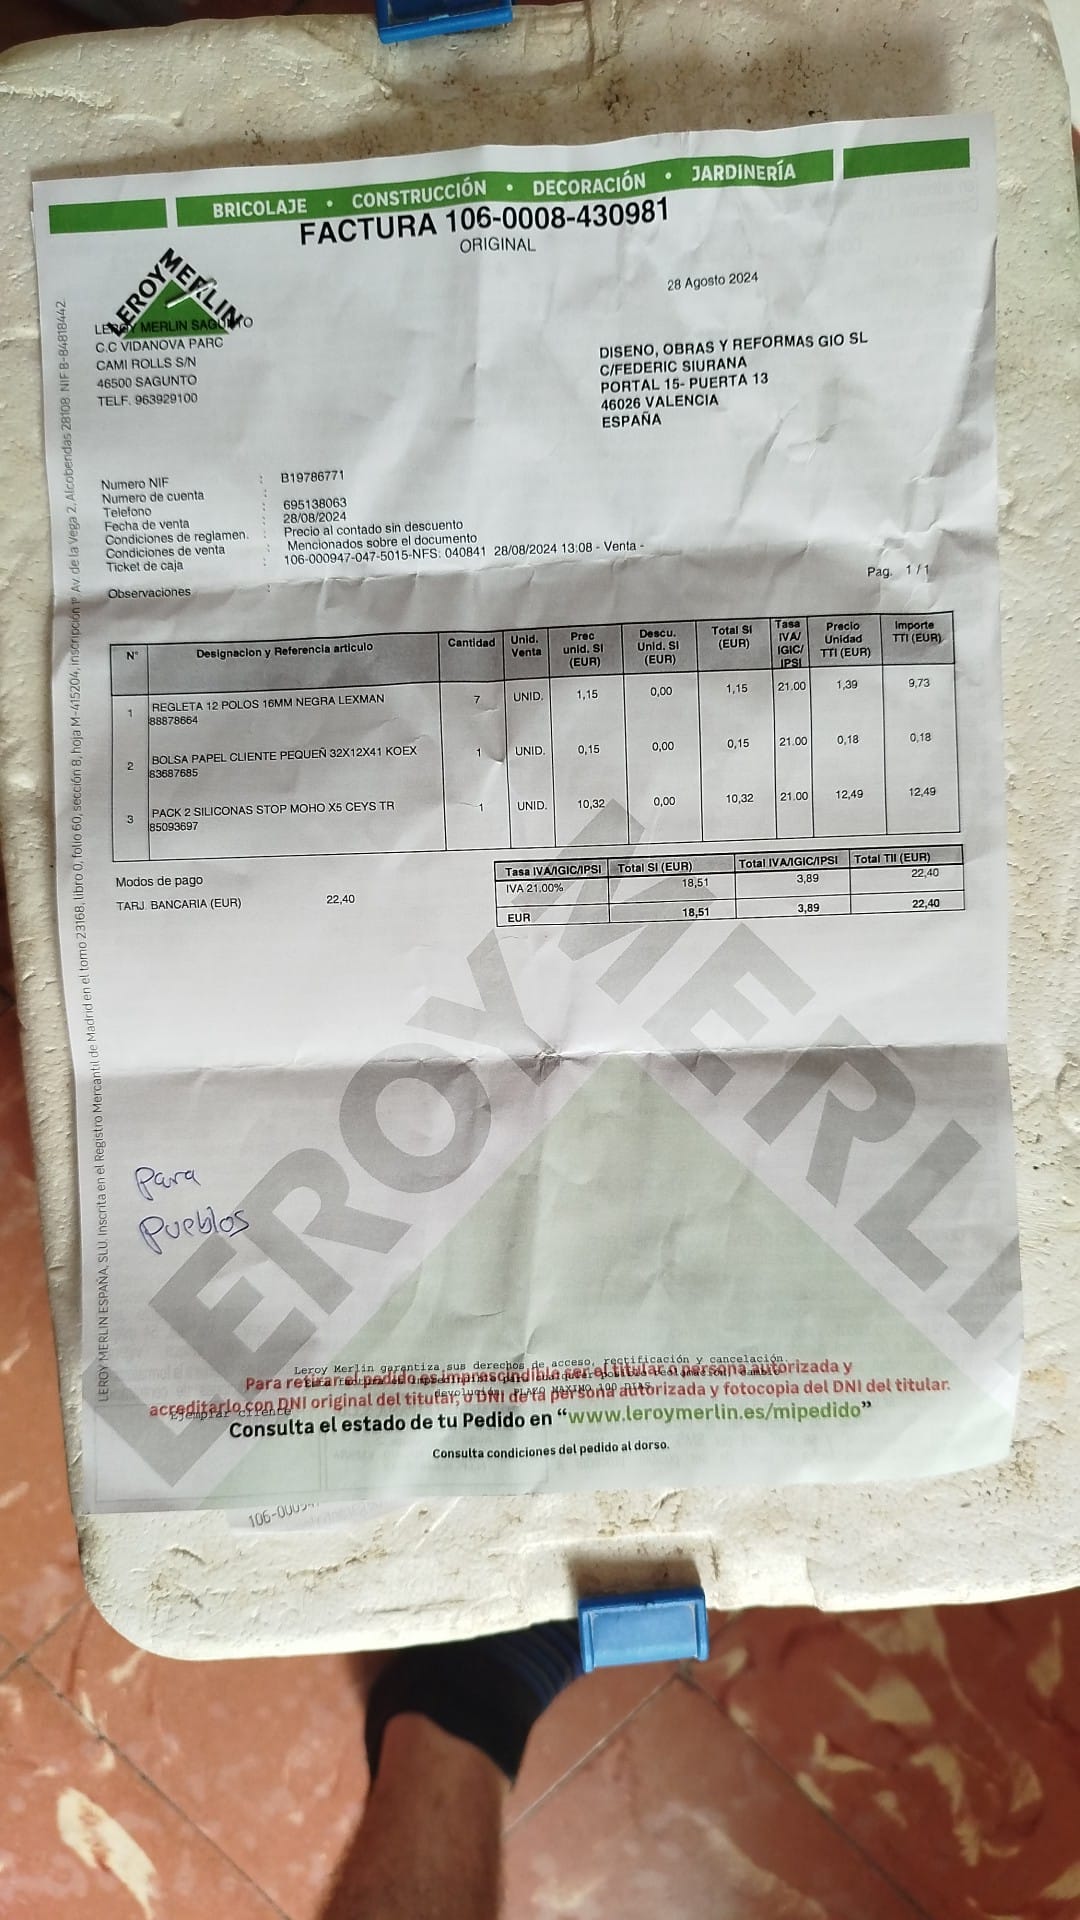 BRICOLAJE • CONSTRUCCIÓN • DECORACIÓN • JARDINERÍA
FACTURA 106-0008-430981
ORIGINAL
28 Agosto 2024
LEROY MERLIN
LEROY MERLIN SAGUNTO
C.C VIDANOVA PARC
CAMI ROLLS S/N
46500 SAGUNTO
TELF. 963929100
DISENO, OBRAS Y REFORMAS GIO SL
C/FEDERIC SIURANA
PORTAL 15- PUERTA 13
46026 VALENCIA
ESPAÑA
LEROY MERLIN ESPAÑA, SLU. Inscrita en el Registro Mercantil de Madrid en el tomo 23168, libro 0, folio 60, sección 8, hoja M-415204, inscripción 1ª Av de la Vega 2, Alcobendas 28108 NIF B-84818442
Numero NIF : B19786771
Numero de cuenta :
Telefono : 695138063
Fecha de venta : 28/08/2024
Condiciones de reglamen. : Precio al contado sin descuento
Condiciones de venta : Mencionados sobre el documento
Ticket de caja : 106-000947-047-5015-NFS. 040841 28/08/2024 13:08 - Venta -
Observaciones :
Pag. 1 / 1
N° Designacion y Referencia articulo Cantidad Unid. Venta Prec unid. SI (EUR) Descu. Unid. SI (EUR) Total SI (EUR) Tasa IVA/ IGIC/ IPSI Precio Unidad TTI (EUR) Importe TTI (EUR)
1 REGLETA 12 POLOS 16MM NEGRA LEXMAN 7 UNID. 1,15 0,00 1,15 21.00 1,39 9,73
88878664
2 BOLSA PAPEL CLIENTE PEQUEÑ 32X12X41 KOEX 1 UNID. 0,15 0,00 0,15 21.00 0,18 0,18
83687685
3 PACK 2 SILICONAS STOP MOHO X5 CEYS TR 1 UNID. 10,32 0,00 10,32 21.00 12,49 12,49
85093697
Modos de pago
TARJ. BANCARIA (EUR) 22,40
Tasa IVA/IGIC/IPSI Total SI (EUR) Total IVA/IGIC/IPSI Total TII (EUR)
IVA 21.00% 18,51 3,89 22,40
EUR 18,51 3,89 22,40
LEROY MERLI
Para
Pueblos
Leroy Merlin garantiza sus derechos de acceso, rectificación y cancelación.
Para retirar tu pedido es imprescindible ser el titular o persona autorizada y
devolución. PLAZO MAXIMO 100 DIAS
acreditarlo con DNI original del titular, o DNI de la persona autorizada y fotocopia del DNI del titular.
Ejemplar cliente
Consulta el estado de tu Pedido en “www.leroymerlin.es/mipedido”
Consulta condiciones del pedido al dorso.